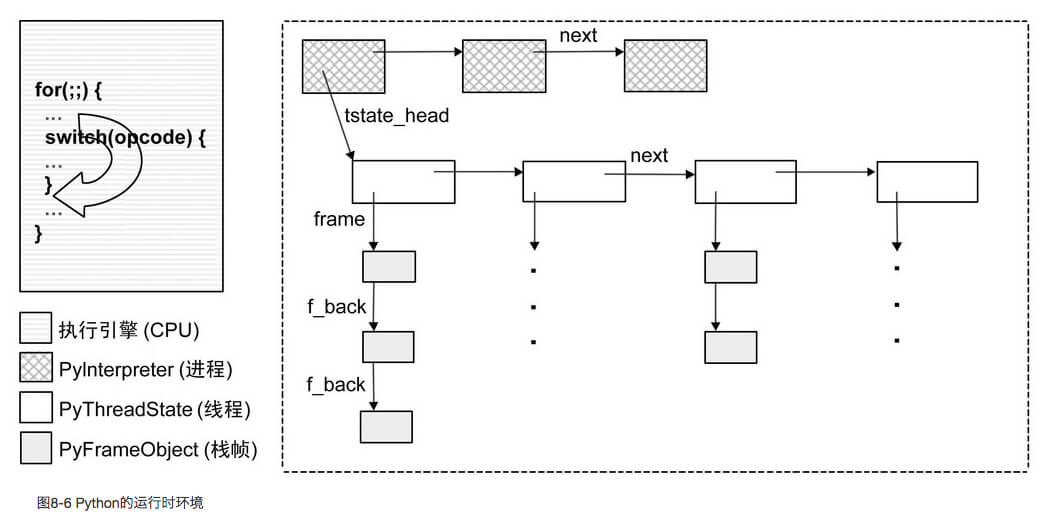 for(;;) {
...
switch(opcode) {
...
}
...
}
next
tstate_head
next
frame
f_back
f_back
执行引擎 (CPU)
PyInterpreter (进程)
PyThreadState (线程)
PyFrameObject (栈帧)
图8-6 Python的运行时环境